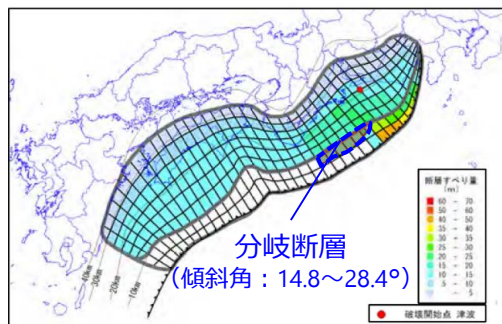 断層すべり量
(m)
60 - 70
50 - 60
40 - 50
35 - 40
30 - 35
25 - 30
20 - 25
15 - 20
10 - 15
5 - 10
- 5
分岐断層
(傾斜角:14.8～28.4°)
40km
30km
20km
10km
破壊開始点 津波